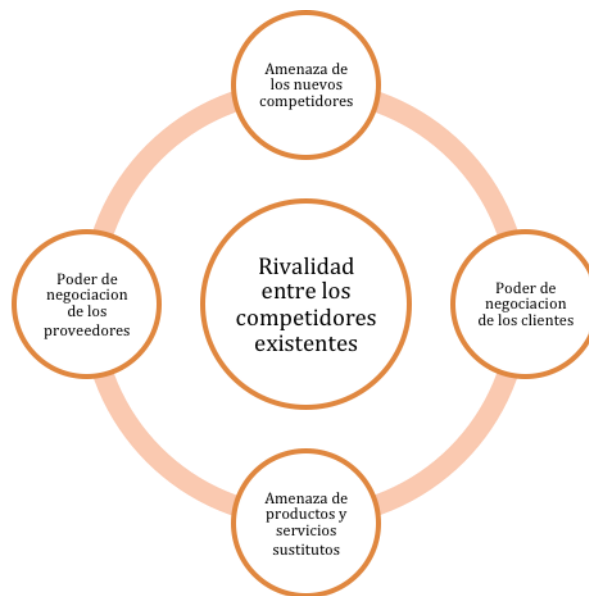 Amenaza de
los nuevos
competidores
Poder de
negociacion
de los
proveedores
Rivalidad
entre los
competidores
existentes
Poder de
negociacion
de los clientes
Amenaza de
productos y
servicios
sustitutos